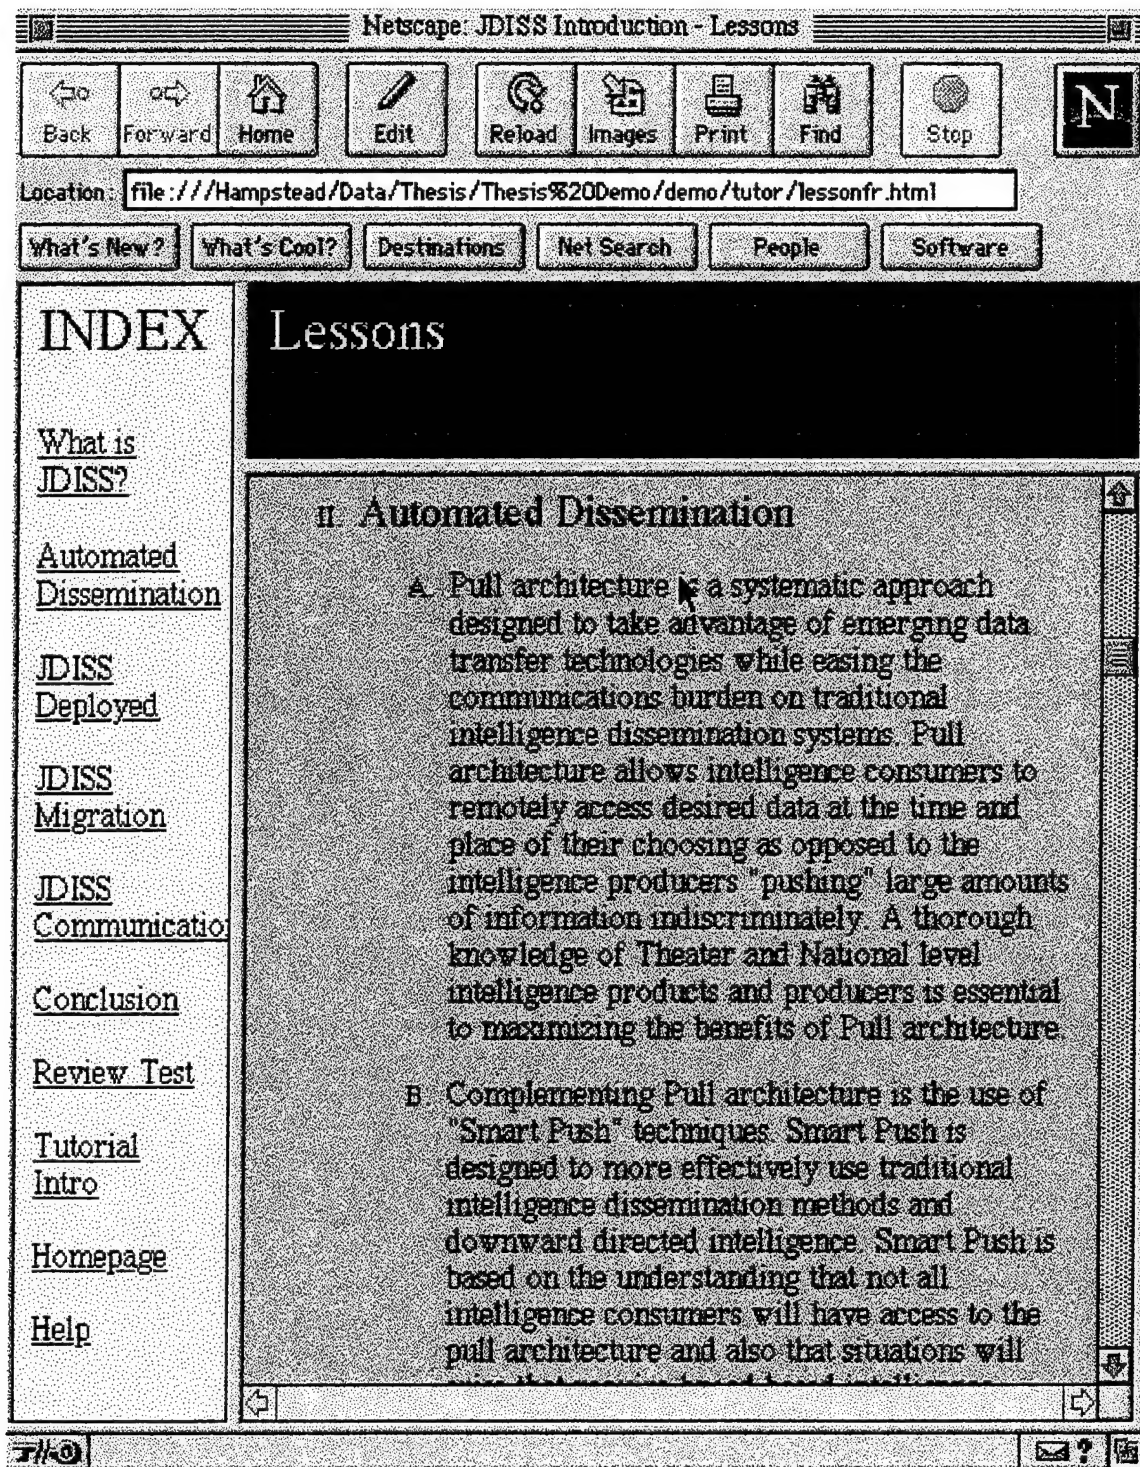 Netscape: JDISS Introduction - Lessons
Back Forward Home Edit Reload Images Print Find Stop
N
Location: file:///Hampstead/Data/Thesis/Thesis%20Demo/demo/tutor/lessonfr.html
What's New? What's Cool? Destinations Net Search People Software
INDEX
What is
JDISS?
Automated
Dissemination
JDISS
Deployed
JDISS
Migration
JDISS
Communicatio
Conclusion
Review Test
Tutorial
Intro
Homepage
Help
Lessons
II. Automated Dissemination
A. Pull architecture is a systematic approach
designed to take advantage of emerging data
transfer technologies while easing the
communications burden on traditional
intelligence dissemination systems. Pull
architecture allows intelligence consumers to
remotely access desired data at the time and
place of their choosing as opposed to the
intelligence producers "pushing" large amounts
of information indiscriminately. A thorough
knowledge of Theater and National level
intelligence products and producers is essential
to maximizing the benefits of Pull architecture
B. Complementing Pull architecture is the use of
"Smart Push" techniques. Smart Push is
designed to more effectively use traditional
intelligence dissemination methods and
downward directed intelligence. Smart Push is
based on the understanding that not all
intelligence consumers will have access to the
pull architecture and also that situations will
?